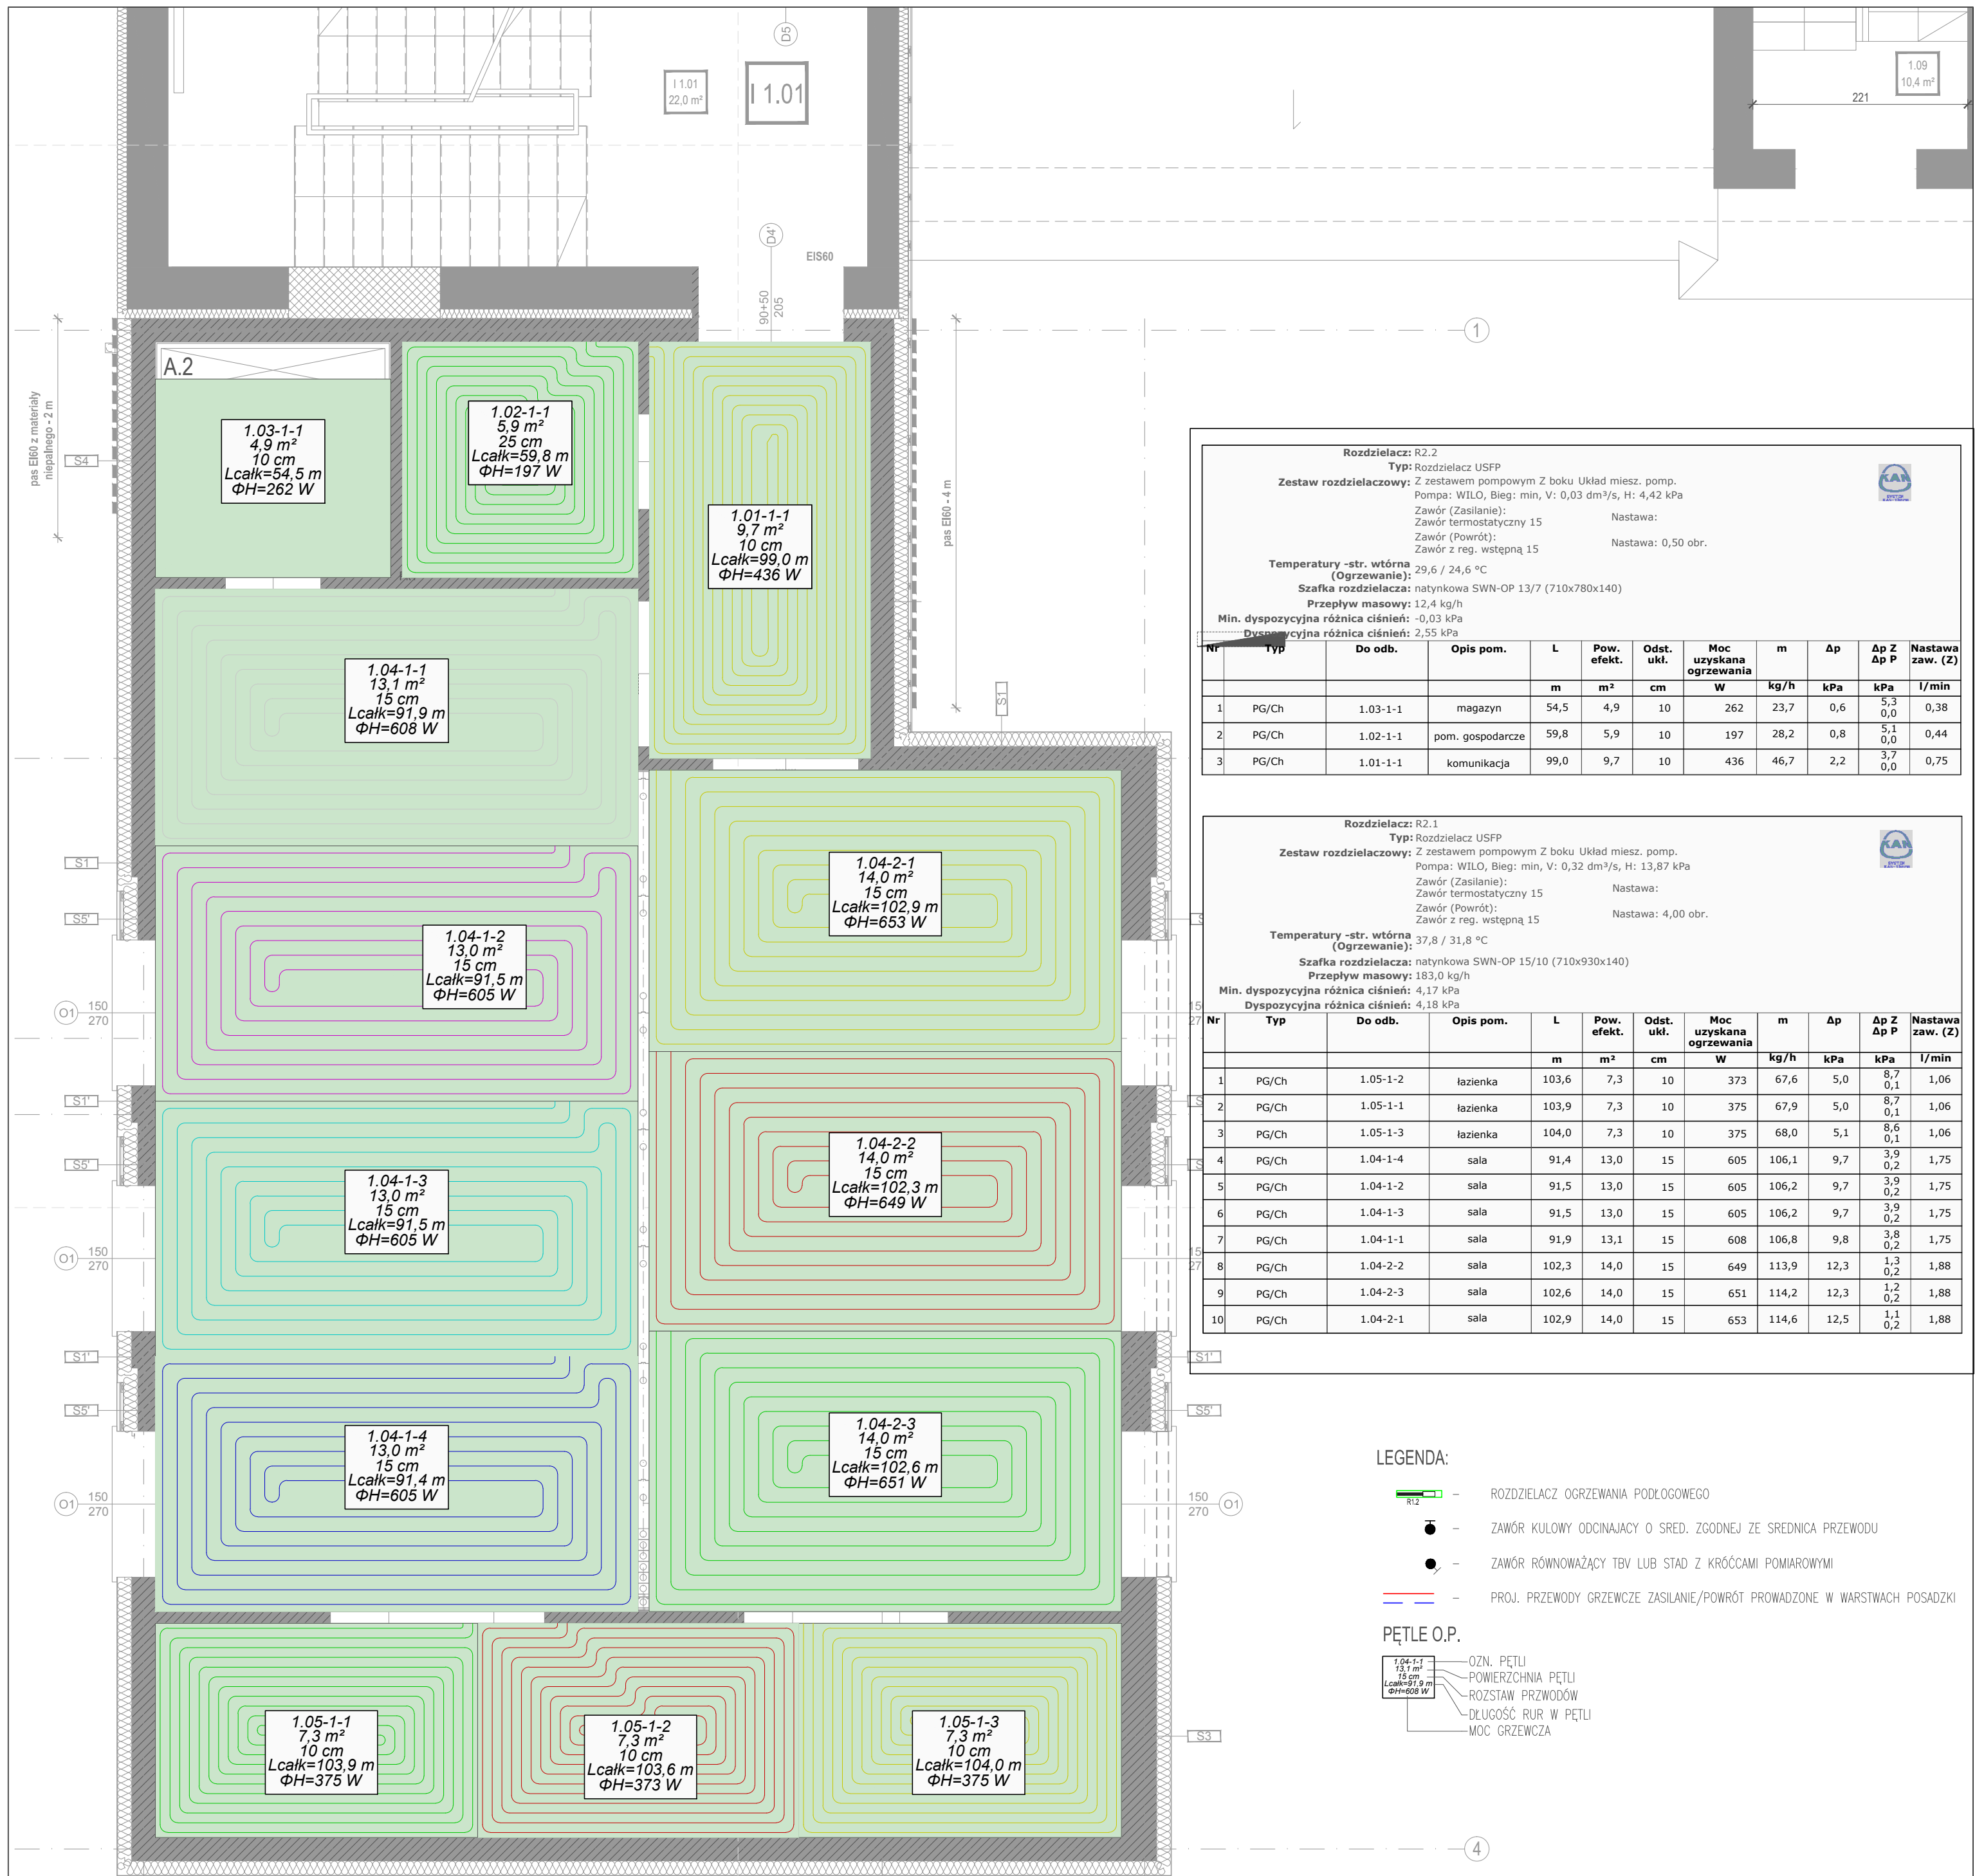 D5
I 1.01
22,0 m²
I 1.01
1.09
10,4 m²
221
D4'
EIS60
90+50
205
1
pas EI60 z materiały
niepalnego - 2 m
S4
A.2
1.03-1-1
4,9 m²
10 cm
Lcałk=54,5 m
ΦH=262 W
1.02-1-1
5,9 m²
25 cm
Lcałk=59,8 m
ΦH=197 W
1.01-1-1
9,7 m²
10 cm
Lcałk=99,0 m
ΦH=436 W
pas EI60 - 4 m
S1
1.04-1-1
13,1 m²
15 cm
Lcałk=91,9 m
ΦH=608 W
S1
S5'
1.04-1-2
13,0 m²
15 cm
Lcałk=91,5 m
ΦH=605 W
O1
150
270
S1'
S5'
1.04-1-3
13,0 m²
15 cm
Lcałk=91,5 m
ΦH=605 W
O1
150
270
S1'
S5'
1.04-1-4
13,0 m²
15 cm
Lcałk=91,4 m
ΦH=605 W
O1
150
270
1.04-2-1
14,0 m²
15 cm
Lcałk=102,9 m
ΦH=653 W
1.04-2-2
14,0 m²
15 cm
Lcałk=102,3 m
ΦH=649 W
1.04-2-3
14,0 m²
15 cm
Lcałk=102,6 m
ΦH=651 W
15
27
15
27
S1'
S5'
150
270
O1
1.05-1-1
7,3 m²
10 cm
Lcałk=103,9 m
ΦH=375 W
1.05-1-2
7,3 m²
10 cm
Lcałk=103,6 m
ΦH=373 W
1.05-1-3
7,3 m²
10 cm
Lcałk=104,0 m
ΦH=375 W
S3
4
Rozdzielacz: R2.2
Typ: Rozdzielacz USFP
Zestaw rozdzielaczowy: Z zestawem pompowym Z boku Układ miesz. pomp.
Pompa: WILO, Bieg: min, V: 0,03 dm³/s, H: 4,42 kPa
Zawór (Zasilanie):
Zawór termostatyczny 15 Nastawa:
Zawór (Powrót):
Zawór z reg. wstępną 15 Nastawa: 0,50 obr.
Temperatury -str. wtórna
(Ogrzewanie): 29,6 / 24,6 °C
Szafka rozdzielacza: natynkowa SWN-OP 13/7 (710x780x140)
Przepływ masowy: 12,4 kg/h
Min. dyspozycyjna różnica ciśnień: -0,03 kPa
Dyspozycyjna różnica ciśnień: 2,55 kPa
KAN
Nr Typ Do odb. Opis pom. L Pow. efekt. Odst. ukł. Moc uzyskana ogrzewania m Δp Δp Z Δp P Nastawa zaw. (Z)
m m² cm W kg/h kPa kPa l/min
1 PG/Ch 1.03-1-1 magazyn 54,5 4,9 10 262 23,7 0,6 5,3 0,0 0,38
2 PG/Ch 1.02-1-1 pom. gospodarcze 59,8 5,9 10 197 28,2 0,8 5,1 0,0 0,44
3 PG/Ch 1.01-1-1 komunikacja 99,0 9,7 10 436 46,7 2,2 3,7 0,0 0,75
Rozdzielacz: R2.1
Typ: Rozdzielacz USFP
Zestaw rozdzielaczowy: Z zestawem pompowym Z boku Układ miesz. pomp.
Pompa: WILO, Bieg: min, V: 0,32 dm³/s, H: 13,87 kPa
Zawór (Zasilanie):
Zawór termostatyczny 15 Nastawa:
Zawór (Powrót):
Zawór z reg. wstępną 15 Nastawa: 4,00 obr.
Temperatury -str. wtórna
(Ogrzewanie): 37,8 / 31,8 °C
Szafka rozdzielacza: natynkowa SWN-OP 15/10 (710x930x140)
Przepływ masowy: 183,0 kg/h
Min. dyspozycyjna różnica ciśnień: 4,17 kPa
Dyspozycyjna różnica ciśnień: 4,18 kPa
KAN
Nr Typ Do odb. Opis pom. L Pow. efekt. Odst. ukł. Moc uzyskana ogrzewania m Δp Δp Z Δp P Nastawa zaw. (Z)
m m² cm W kg/h kPa kPa l/min
1 PG/Ch 1.05-1-2 łazienka 103,6 7,3 10 373 67,6 5,0 8,7 0,1 1,06
2 PG/Ch 1.05-1-1 łazienka 103,9 7,3 10 375 67,9 5,0 8,7 0,1 1,06
3 PG/Ch 1.05-1-3 łazienka 104,0 7,3 10 375 68,0 5,1 8,6 0,1 1,06
4 PG/Ch 1.04-1-4 sala 91,4 13,0 15 605 106,1 9,7 3,9 0,2 1,75
5 PG/Ch 1.04-1-2 sala 91,5 13,0 15 605 106,2 9,7 3,9 0,2 1,75
6 PG/Ch 1.04-1-3 sala 91,5 13,0 15 605 106,2 9,7 3,9 0,2 1,75
7 PG/Ch 1.04-1-1 sala 91,9 13,1 15 608 106,8 9,8 3,8 0,2 1,75
8 PG/Ch 1.04-2-2 sala 102,3 14,0 15 649 113,9 12,3 1,3 0,2 1,88
9 PG/Ch 1.04-2-3 sala 102,6 14,0 15 651 114,2 12,3 1,2 0,2 1,88
10 PG/Ch 1.04-2-1 sala 102,9 14,0 15 653 114,6 12,5 1,1 0,2 1,88
LEGENDA:
R1.2
– ROZDZIELACZ OGRZEWANIA PODŁOGOWEGO
– ZAWÓR KULOWY ODCINAJACY O SRED. ZGODNEJ ZE SREDNICA PRZEWODU
– ZAWÓR RÓWNOWAŻĄCY TBV LUB STAD Z KRÓĆCAMI POMIAROWYMI
– PROJ. PRZEWODY GRZEWCZE ZASILANIE/POWRÓT PROWADZONE W WARSTWACH POSADZKI
PĘTLE O.P.
1.04-1-1
13,1 m²
15 cm
Lcałk=91,9 m
ΦH=608 W
OZN. PĘTLI
POWIERZCHNIA PĘTLI
ROZSTAW PRZWODÓW
DŁUGOŚĆ RUR W PĘTLI
MOC GRZEWCZA